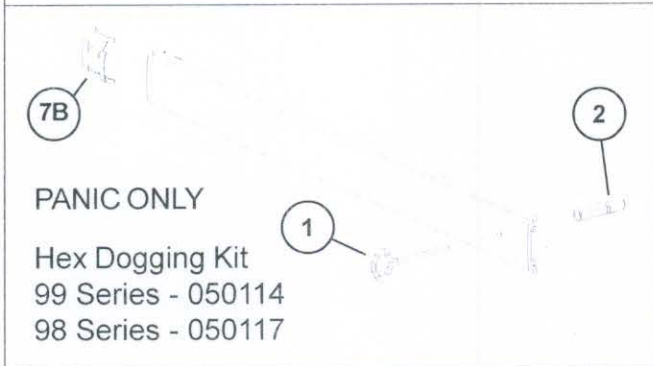 7B
2
PANIC ONLY
1
Hex Dogging Kit
99 Series - 050114
98 Series - 050117